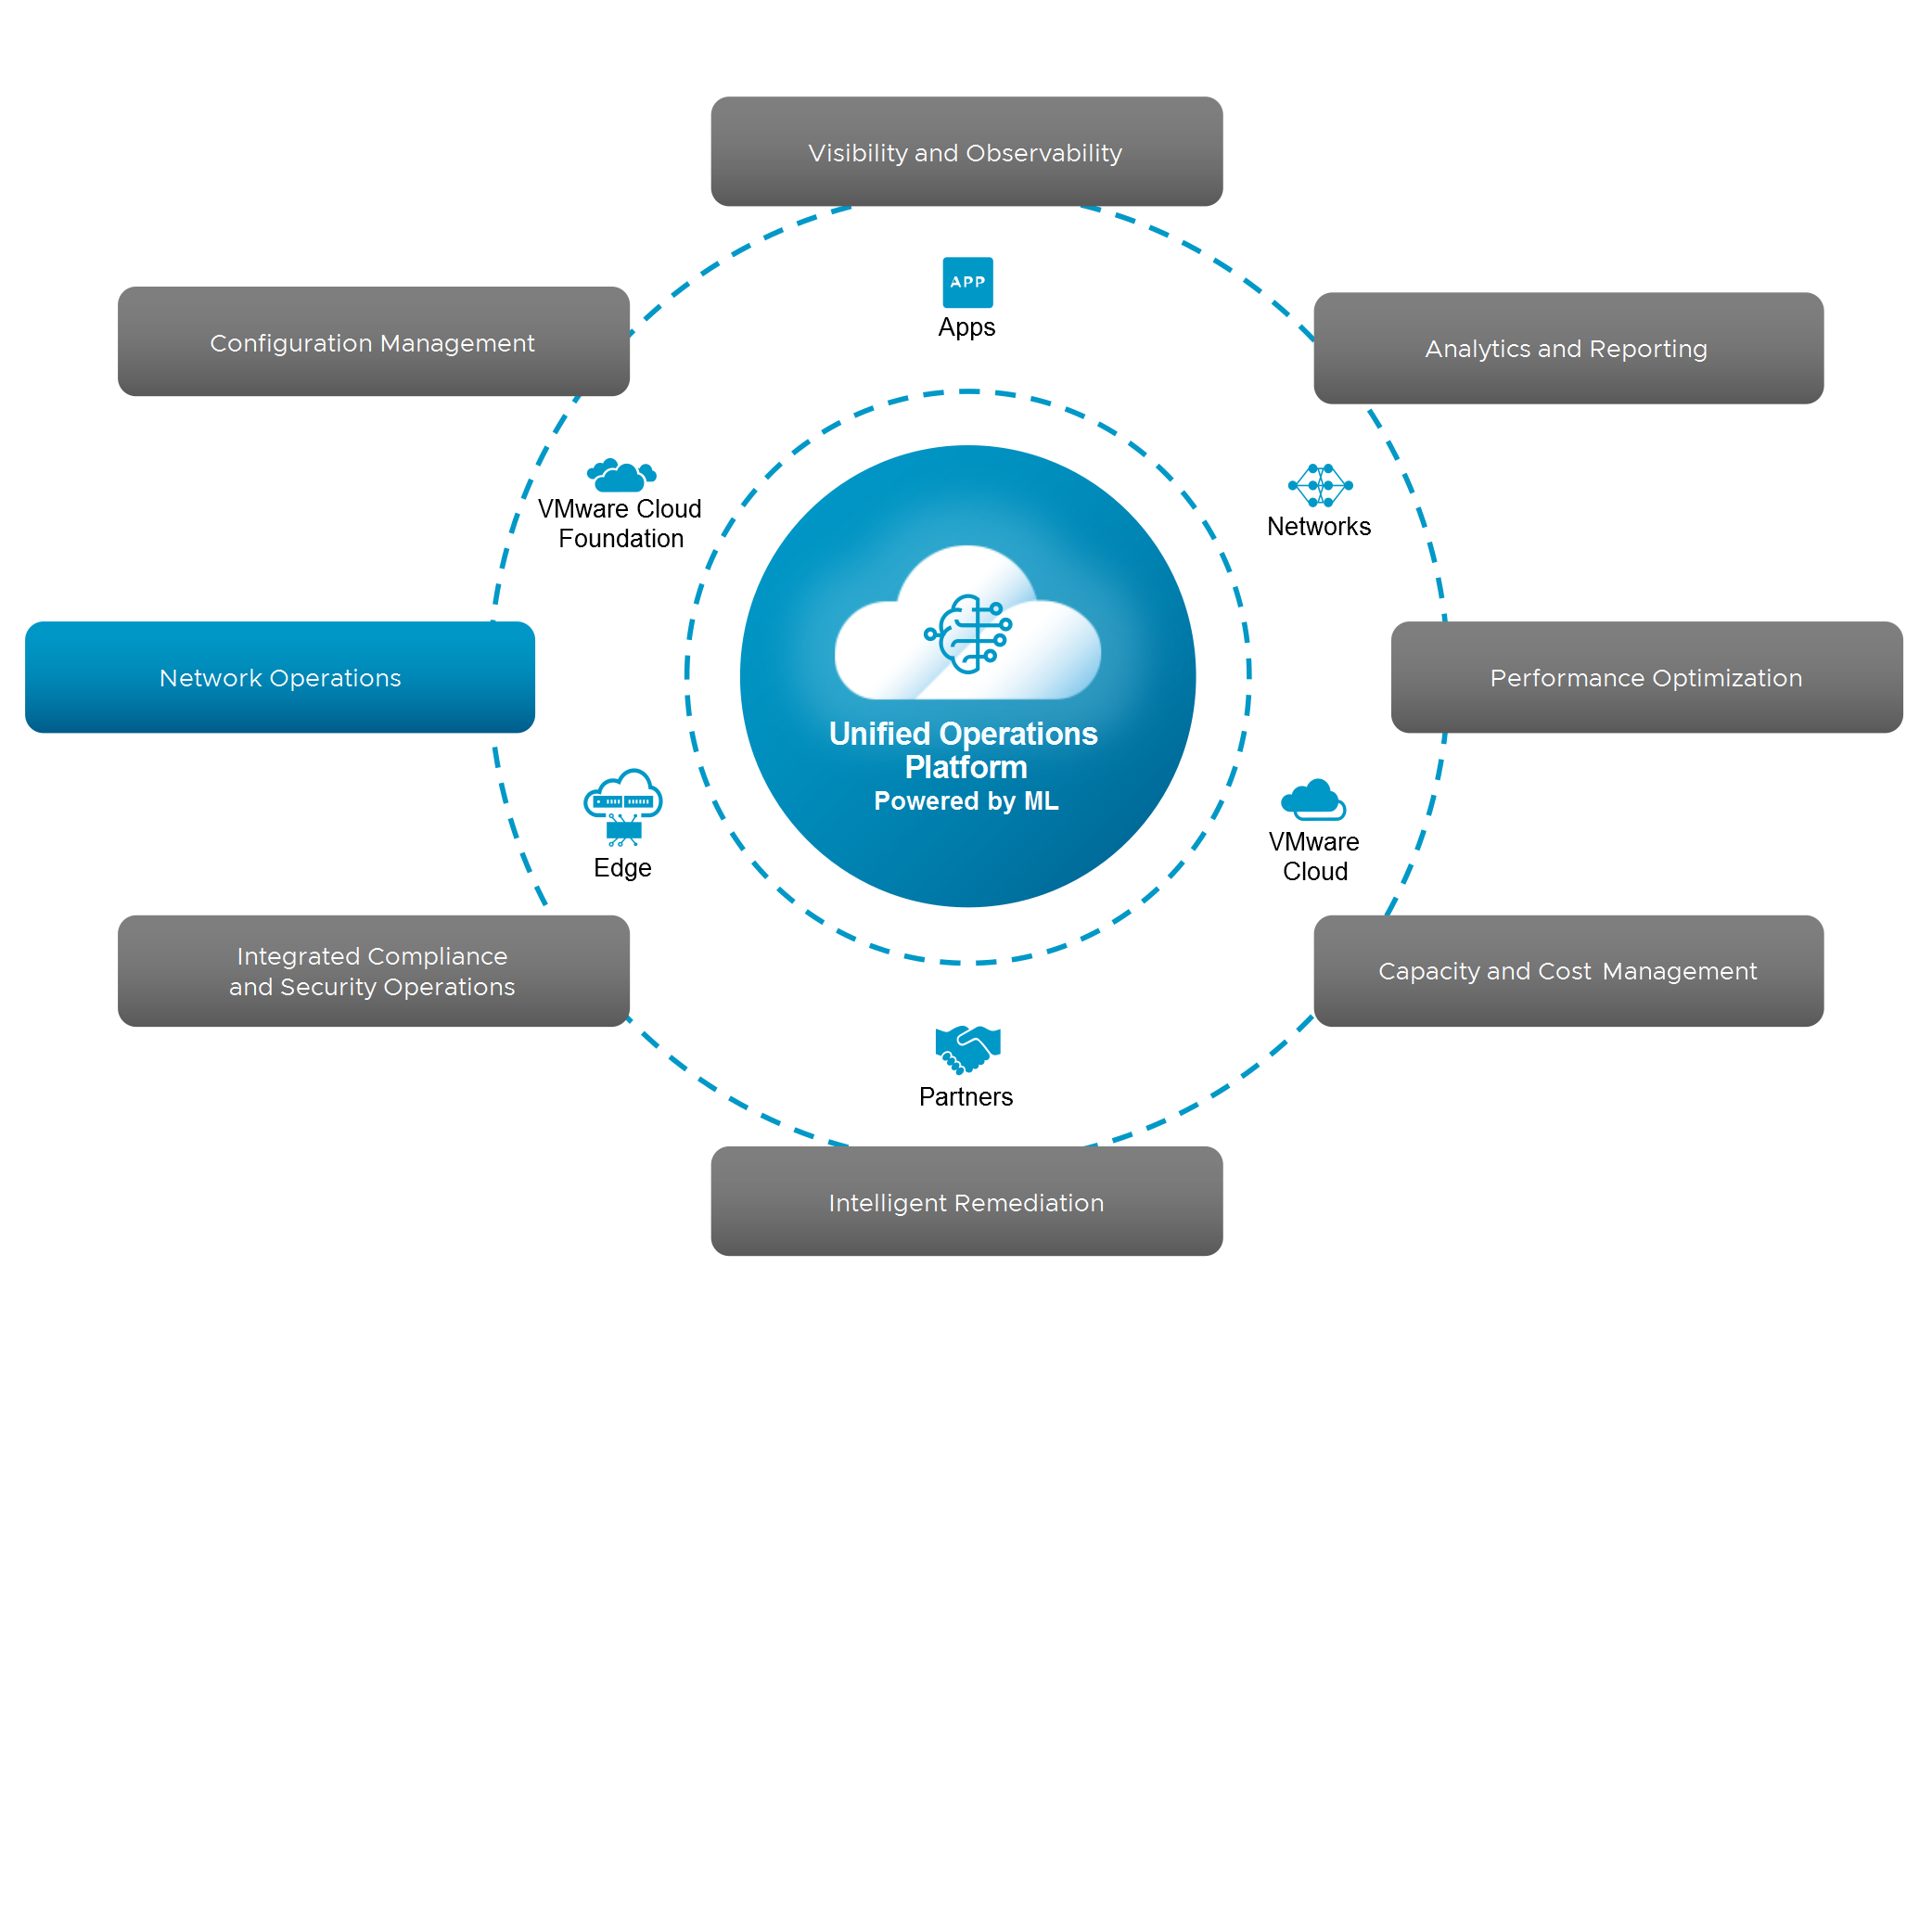 Visibility and Observability
APP
Apps
Configuration Management
Analytics and Reporting
VMware Cloud
Foundation
Networks
Network Operations
Unified Operations
Platform
Powered by ML
Performance Optimization
Edge
VMware
Cloud
Integrated Compliance
and Security Operations
Capacity and Cost Management
Partners
Intelligent Remediation